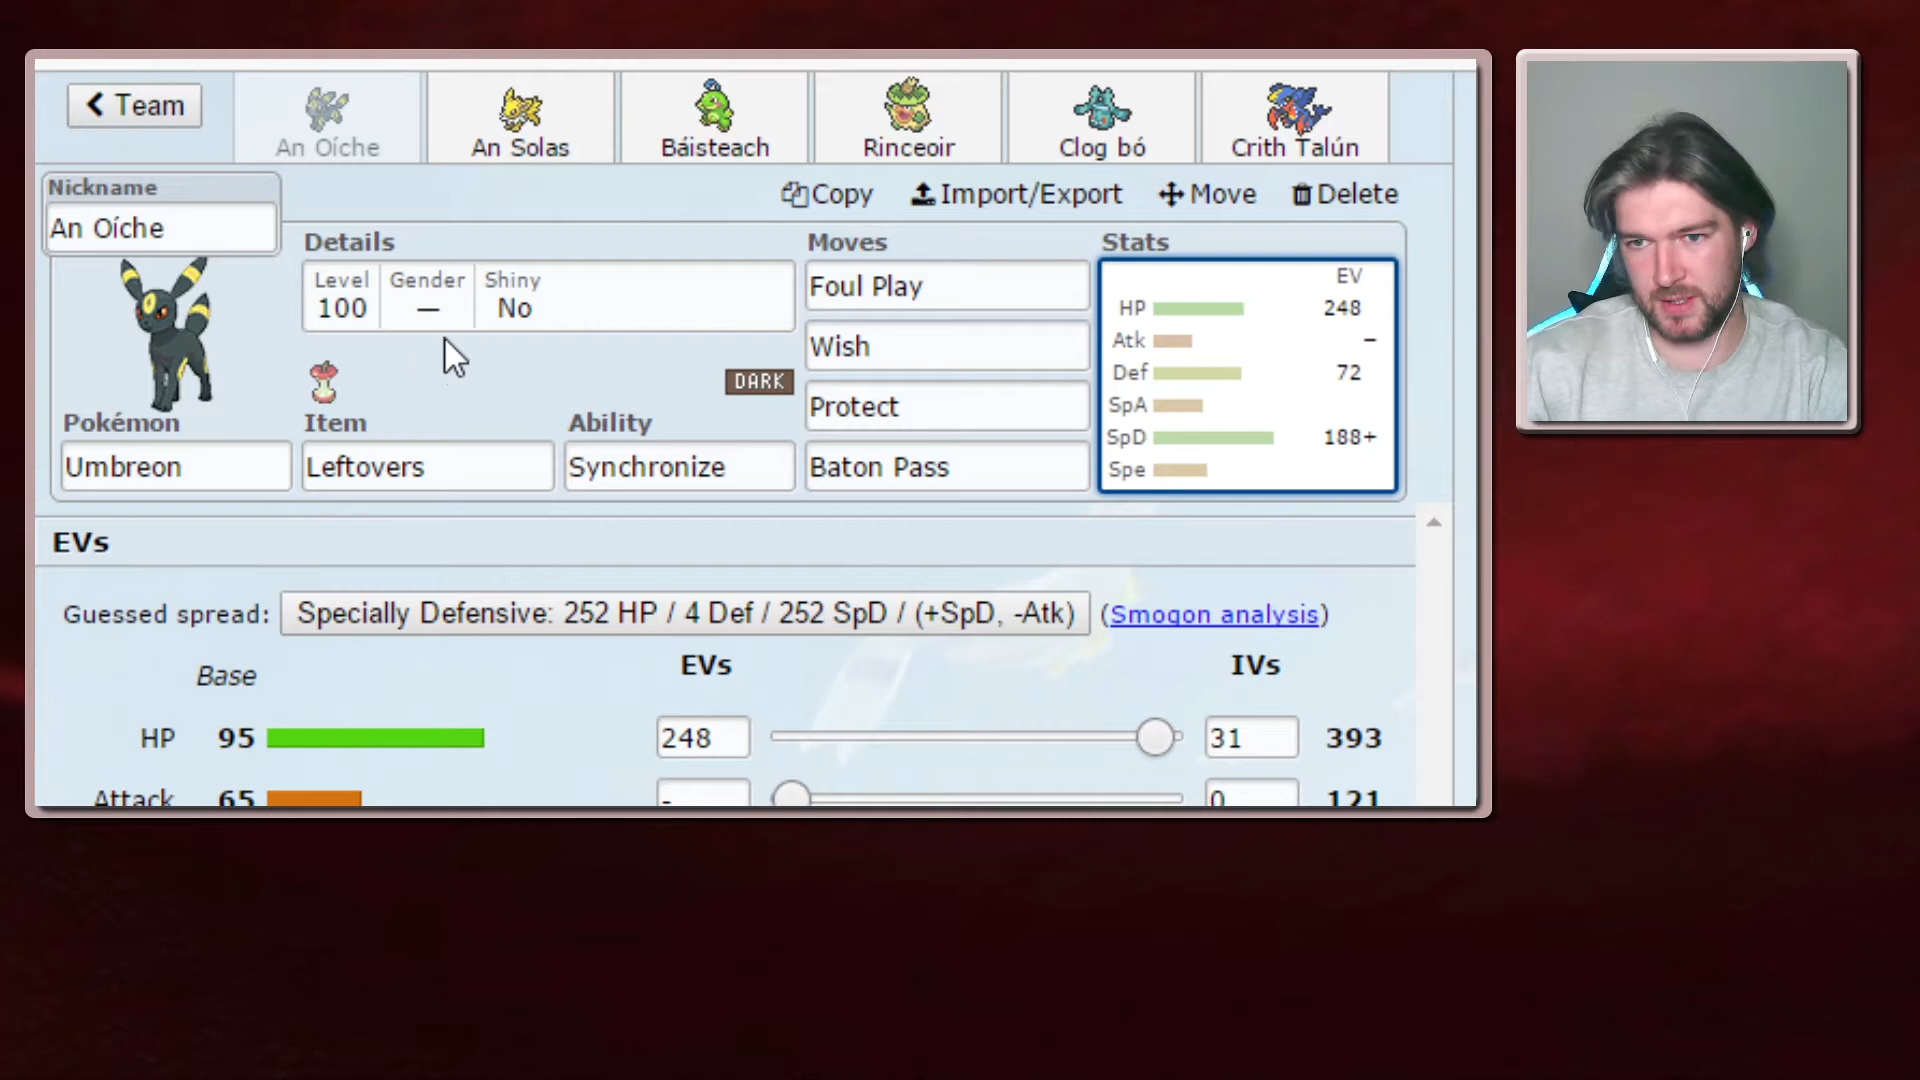 Team
An Oíche
An Solas
Báisteach
Rinceoir
Clog bó
Crith Talún
Nickname
An Oíche
Copy
Import/Export
Move
Delete
Details
Level
100
Gender
—
Shiny
No
DARK
Pokémon
Umbreon
Item
Leftovers
Ability
Synchronize
Moves
Foul Play
Wish
Protect
Baton Pass
Stats
EV
HP 248
Atk –
Def 72
SpA
SpD 188+
Spe
EVs
Guessed spread: Specially Defensive: 252 HP / 4 Def / 252 SpD / (+SpD, -Atk) (Smogon analysis)
Base EVs IVs
HP 95 248 31 393
Attack 65 - 0 121